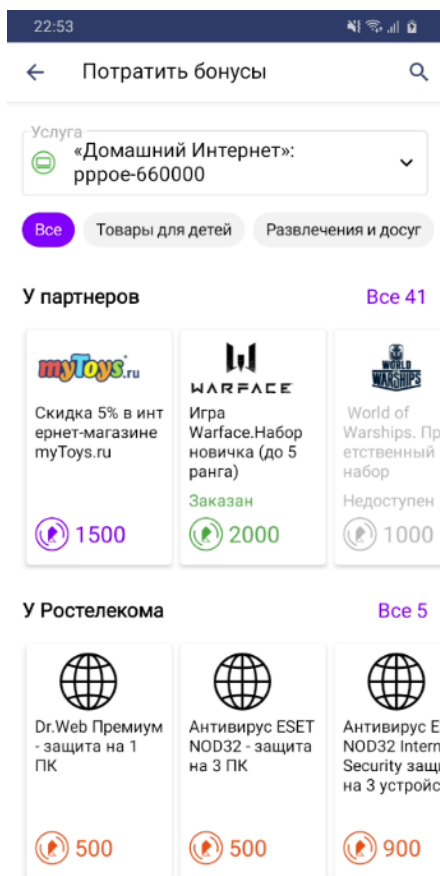 22:53
Потратить бонусы
Услуга
«Домашний Интернет»:
pppoe-660000
Все
Товары для детей
Развлечения и досуг
У партнеров
Все 41
myToys.ru
Скидка 5% в инт
ернет-магазине
myToys.ru
1500
WARFACE
Игра
Warface.Набор
новичка (до 5
ранга)
Заказан
2000
WORLD OF
WARSHIPS
World of
Warships. Пр
етственный
набор
Недоступен
1000
У Ростелекома
Все 5
Dr.Web Премиум
- защита на 1
ПК
500
Антивирус ESET
NOD32 - защита
на 3 ПК
500
Антивирус E
NOD32 Intern
Security защи
на 3 устройс
900